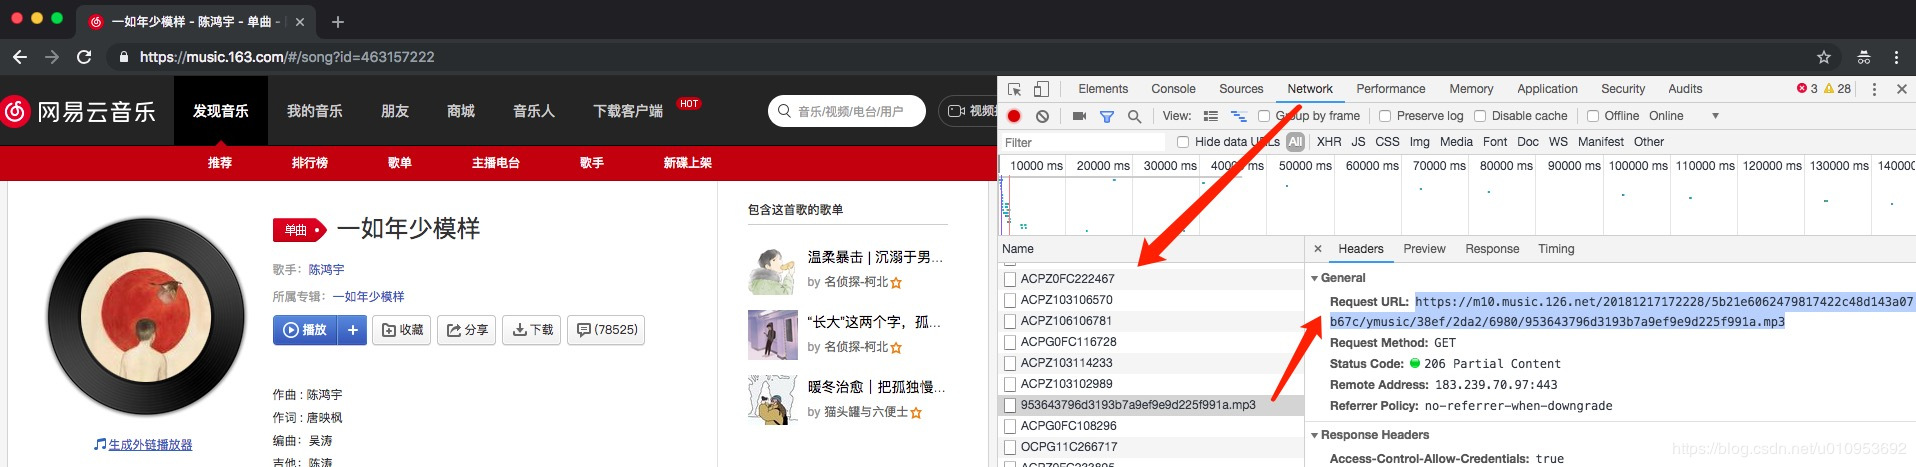 一如年少模样 - 陈鸿宇 - 单曲 -
https://music.163.com/#/song?id=463157222
网易云音乐
发现音乐 我的音乐 朋友 商城 音乐人 下载客户端 HOT
音乐/视频/电台/用户
推荐 排行榜 歌单 主播电台 歌手 新碟上架
单曲 一如年少模样
歌手：陈鸿宇
所属专辑：一如年少模样
播放 + 收藏 分享 下载 (78525)
作曲 : 陈鸿宇
作词 : 唐映枫
编曲：吴涛
吉他：陈涛
生成外链播放器
包含这首歌的歌单
温柔暴击 | 沉溺于男...
by 名侦探-柯北
“长大”这两个字，孤...
by 名侦探-柯北
暖冬治愈｜把孤独慢...
by 猫头罐与六便士
Elements Console Sources Network Performance Memory Application Security Audits 3 28
View: Group by frame Preserve log Disable cache Offline Online
Filter Hide data URLs All XHR JS CSS Img Media Font Doc WS Manifest Other
10000 ms 20000 ms 30000 ms 40000 ms 50000 ms 60000 ms 70000 ms 80000 ms 90000 ms 100000 ms 110000 ms 120000 ms 130000 ms 14000
Name
ACPZ0FC222467
ACPZ103106570
ACPZ106106781
ACPG0FC116728
ACPZ103114233
ACPZ103102989
953643796d3193b7a9ef9e9d225f991a.mp3
ACPG0FC108296
OCPG11C266717
ACPZ0FC233895
× Headers Preview Response Timing
General
Request URL: https://m10.music.126.net/20181217172228/5b21e6062479817422c48d143a07
b67c/ymusic/38ef/2da2/6980/953643796d3193b7a9ef9e9d225f991a.mp3
Request Method: GET
Status Code: 206 Partial Content
Remote Address: 183.239.70.97:443
Referrer Policy: no-referrer-when-downgrade
Response Headers
Access-Control-Allow-Credentials: true
https://blog.csdn.net/u010953692